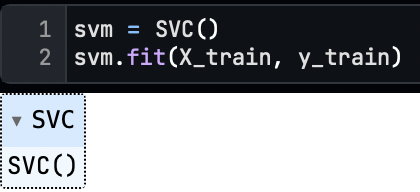 1 svm = SVC()
2 svm.fit(X_train, y_train)
▾ SVC
SVC()